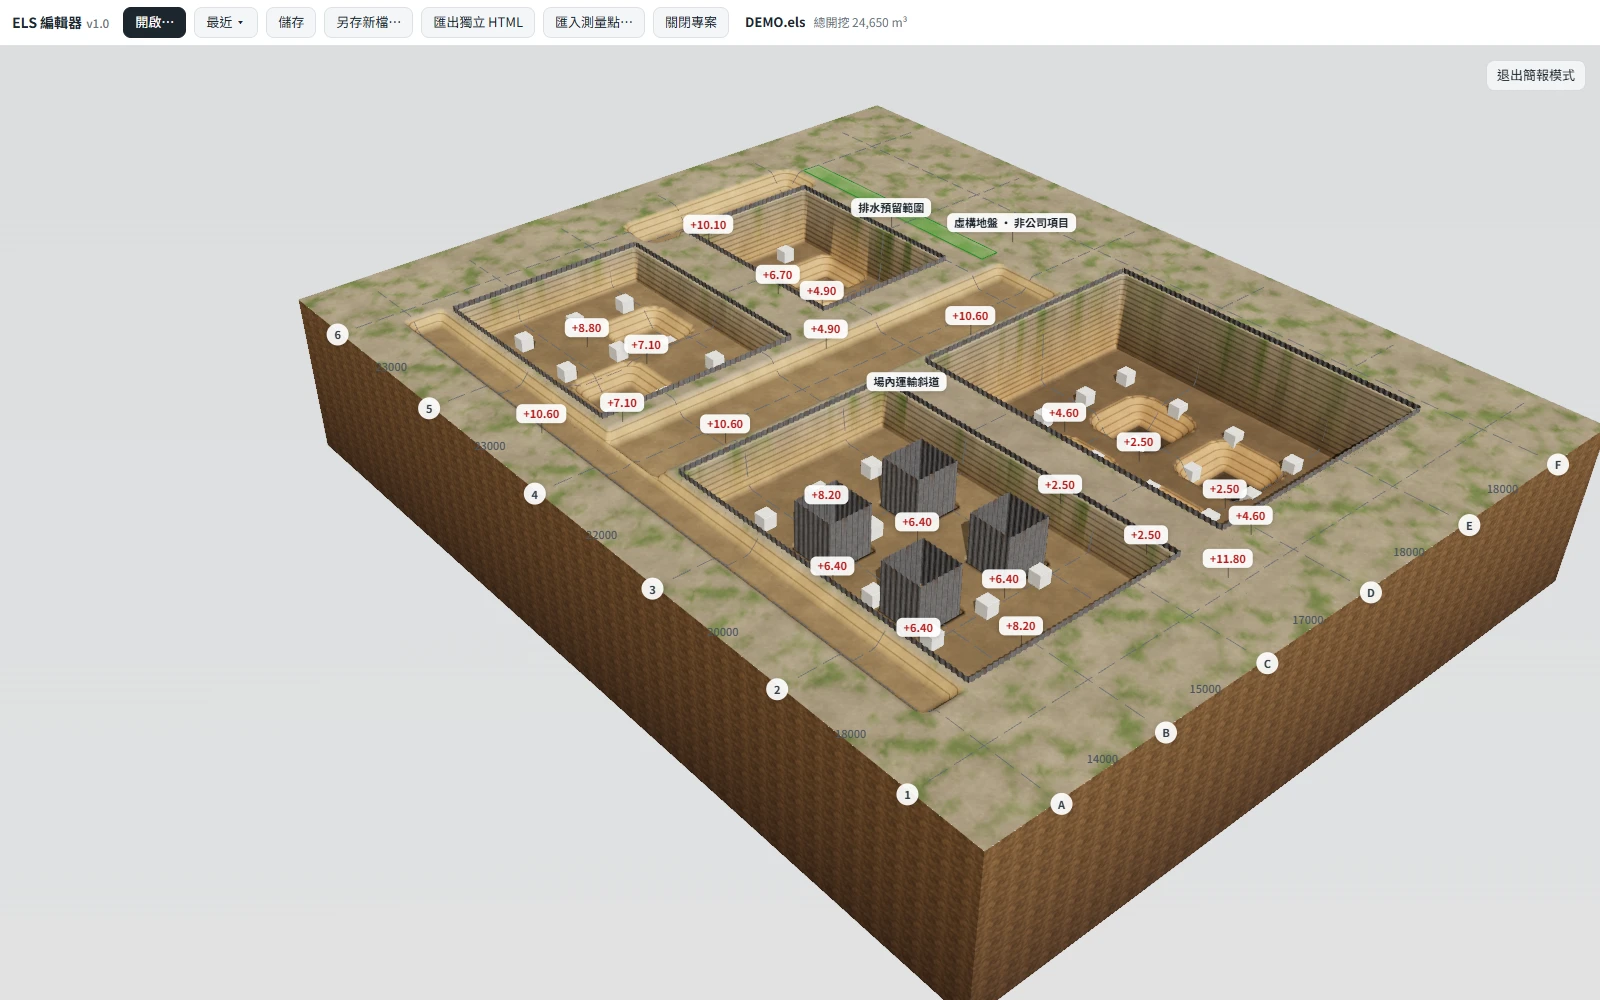 ELS 編輯器 v1.0
開啟…
最近
儲存
另存新檔…
匯出獨立 HTML
匯入測量點…
關閉專案
DEMO.els
總開挖 24,650 m³
退出簡報模式
排水預留範圍
+10.10
虛構地盤 · 非公司項目
+6.70
+4.90
+10.60
+8.80
+4.90
6
+7.10
3000
場內運輸斜道
+7.10
5
+10.60
+4.60
+10.60
+2.50
3000
F
+2.50
+2.50
18000
4
+8.20
+4.60
+6.40
E
2000
+2.50
18000
+11.80
+6.40
+6.40
3
D
17000
+6.40
+8.20
0000
C
2
15000
B
18000
14000
1
A